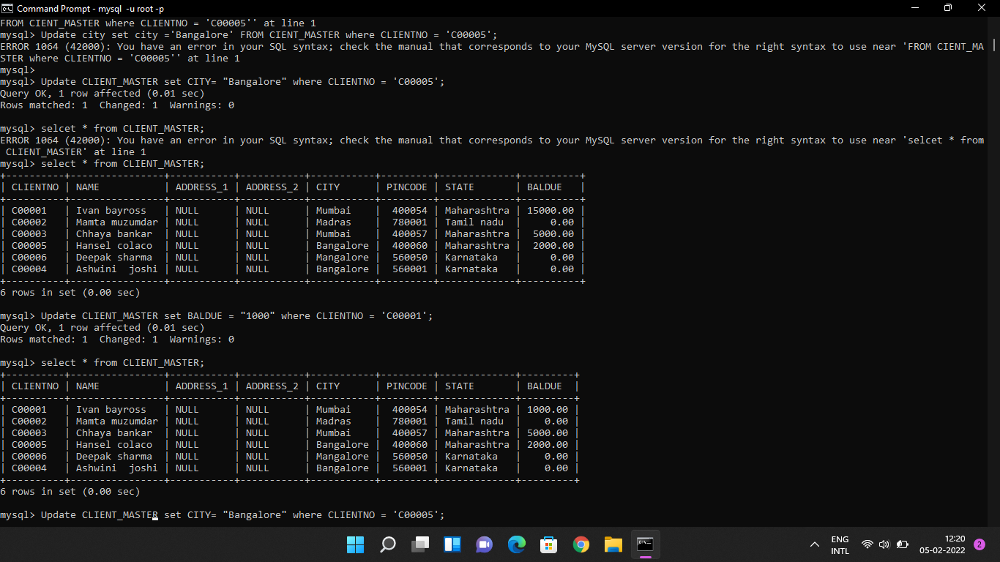 Command Prompt - mysql -u root -p
FROM CIENT_MASTER where CLIENTNO = 'C00005'' at line 1
mysql> Update city set city ='Bangalore' FROM CIENT_MASTER where CLIENTNO = 'C00005';
ERROR 1064 (42000): You have an error in your SQL syntax; check the manual that corresponds to your MySQL server version for the right syntax to use near 'FROM CIENT_MA
STER where CLIENTNO = 'C00005'' at line 1
mysql>
mysql> Update CLIENT_MASTER set CITY= "Bangalore" where CLIENTNO = 'C00005';
Query OK, 1 row affected (0.01 sec)
Rows matched: 1  Changed: 1  Warnings: 0
mysql> selcet * from CLIENT_MASTER;
ERROR 1064 (42000): You have an error in your SQL syntax; check the manual that corresponds to your MySQL server version for the right syntax to use near 'selcet * from
 CLIENT_MASTER' at line 1
mysql> select * from CLIENT_MASTER;
+----------+----------------+-----------+-----------+-----------+----------+-------------+----------+
| CLIENTNO | NAME           | ADDRESS_1 | ADDRESS_2 | CITY      | PINCODE | STATE       | BALDUE   |
+----------+----------------+-----------+-----------+-----------+----------+-------------+----------+
| C00001   | Ivan bayross   | NULL      | NULL      | Mumbai    |  400054 | Maharashtra | 15000.00 |
| C00002   | Mamta muzumdar | NULL      | NULL      | Madras    |  780001 | Tamil nadu  |     0.00 |
| C00003   | Chhaya bankar  | NULL      | NULL      | Mumbai    |  400057 | Maharashtra |  5000.00 |
| C00005   | Hansel colaco  | NULL      | NULL      | Bangalore |  400060 | Maharashtra |  2000.00 |
| C00006   | Deepak sharma  | NULL      | NULL      | Mangalore |  560050 | Karnataka   |     0.00 |
| C00004   | Ashwini  joshi | NULL      | NULL      | Bangalore |  560001 | Karnataka   |     0.00 |
+----------+----------------+-----------+-----------+-----------+----------+-------------+----------+
6 rows in set (0.00 sec)
mysql> Update CLIENT_MASTER set BALDUE = "1000" where CLIENTNO = 'C00001';
Query OK, 1 row affected (0.01 sec)
Rows matched: 1  Changed: 1  Warnings: 0
mysql> select * from CLIENT_MASTER;
+----------+----------------+-----------+-----------+-----------+---------+-------------+---------+
| CLIENTNO | NAME           | ADDRESS_1 | ADDRESS_2 | CITY      | PINCODE | STATE       | BALDUE  |
+----------+----------------+-----------+-----------+-----------+---------+-------------+---------+
| C00001   | Ivan bayross   | NULL      | NULL      | Mumbai    |  400054 | Maharashtra | 1000.00 |
| C00002   | Mamta muzumdar | NULL      | NULL      | Madras    |  780001 | Tamil nadu  |    0.00 |
| C00003   | Chhaya bankar  | NULL      | NULL      | Mumbai    |  400057 | Maharashtra | 5000.00 |
| C00005   | Hansel colaco  | NULL      | NULL      | Bangalore |  400060 | Maharashtra | 2000.00 |
| C00006   | Deepak sharma  | NULL      | NULL      | Mangalore |  560050 | Karnataka   |    0.00 |
| C00004   | Ashwini  joshi | NULL      | NULL      | Bangalore |  560001 | Karnataka   |    0.00 |
+----------+----------------+-----------+-----------+-----------+---------+-------------+---------+
6 rows in set (0.00 sec)
mysql> Update CLIENT_MASTER set CITY= "Bangalore" where CLIENTNO = 'C00005';
ENG
INTL
12:20
05-02-2022
2